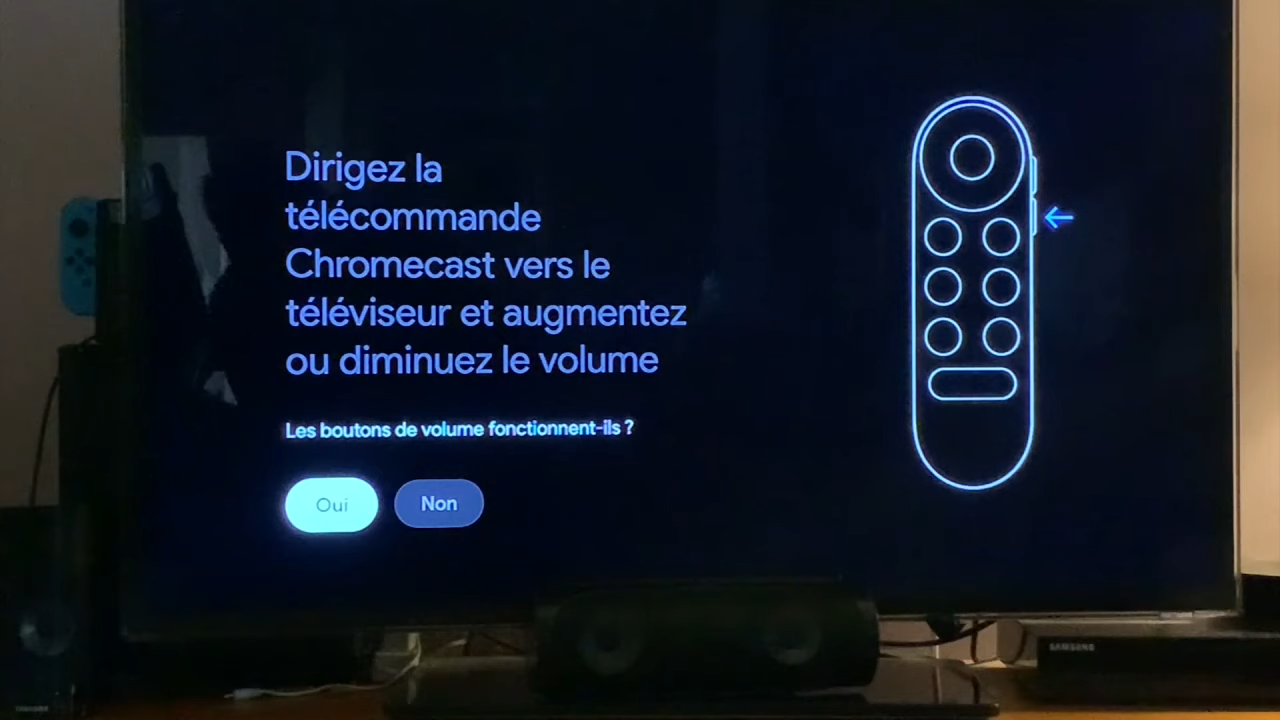 Dirigez la
télécommande
Chromecast vers le
téléviseur et augmentez
ou diminuez le volume
Les boutons de volume fonctionnent-ils ?
Oui
Non
SAMSUNG
SAMSUNG